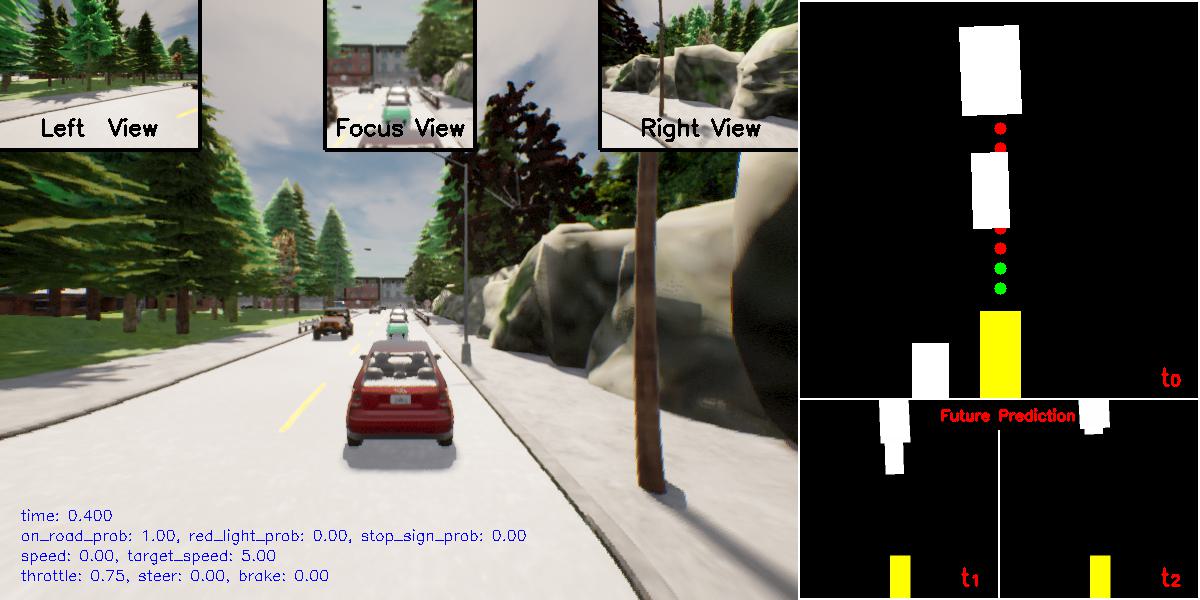 Left View
Focus View
Right View
t0
Future Prediction
t1
t2
time: 0.400
on_road_prob: 1.00, red_light_prob: 0.00, stop_sign_prob: 0.00
speed: 0.00, target_speed: 5.00
throttle: 0.75, steer: 0.00, brake: 0.00